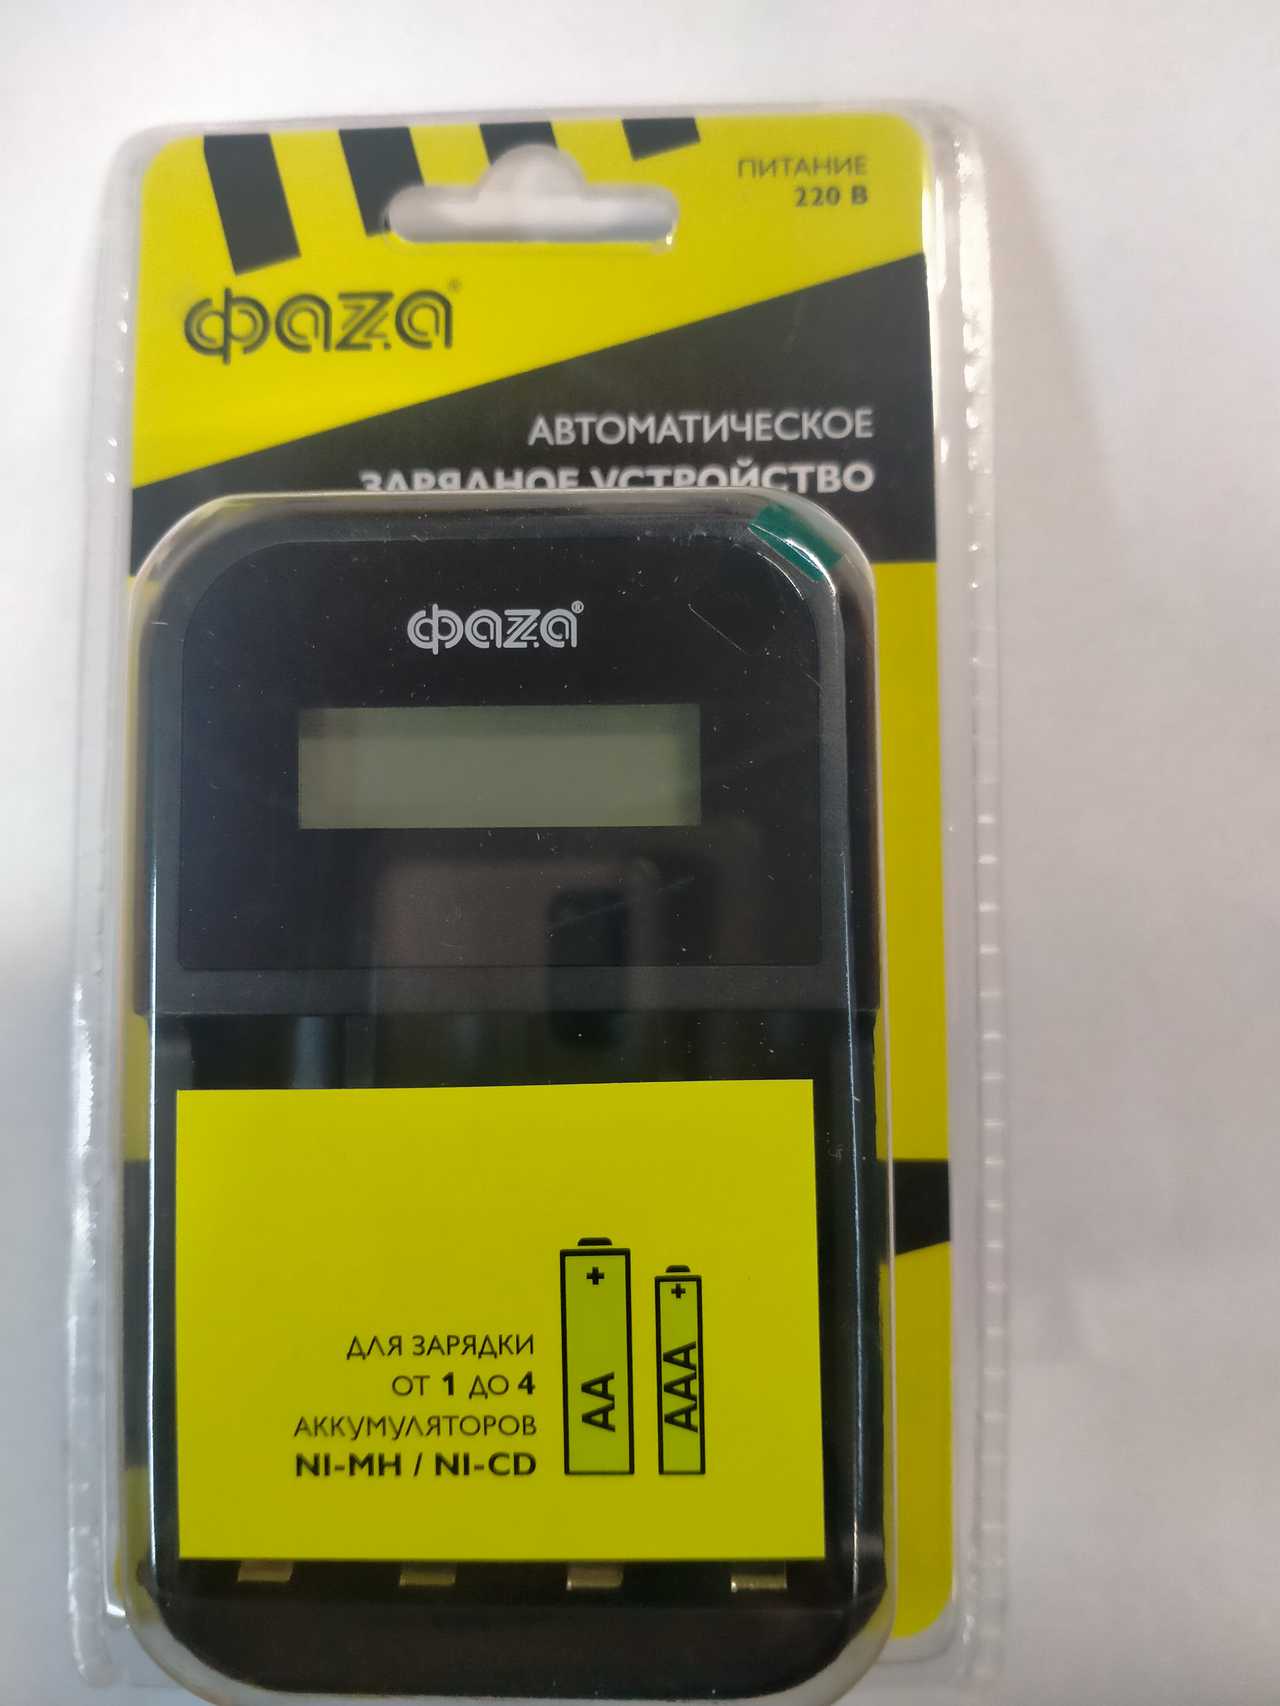 ПИТАНИЕ
220 В
фаzа®
АВТОМАТИЧЕСКОЕ
ЗАРЯДНОЕ УСТРОЙСТВО
фаzа®
ДЛЯ ЗАРЯДКИ
ОТ 1 ДО 4
АККУМУЛЯТОРОВ
NI-MH / NI-CD
+
AA
+
AAA